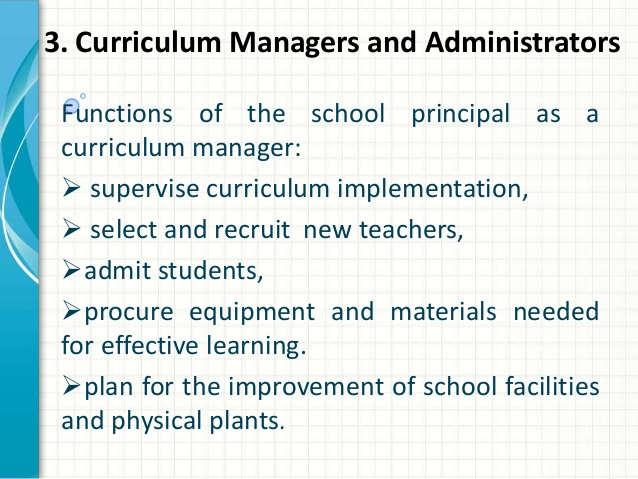 3. Curriculum Managers and Administrators
Functions of the school principal as a
curriculum manager:
➢ supervise curriculum implementation,
➢ select and recruit new teachers,
➢admit students,
➢procure equipment and materials needed
for effective learning.
➢plan for the improvement of school facilities
and physical plants.